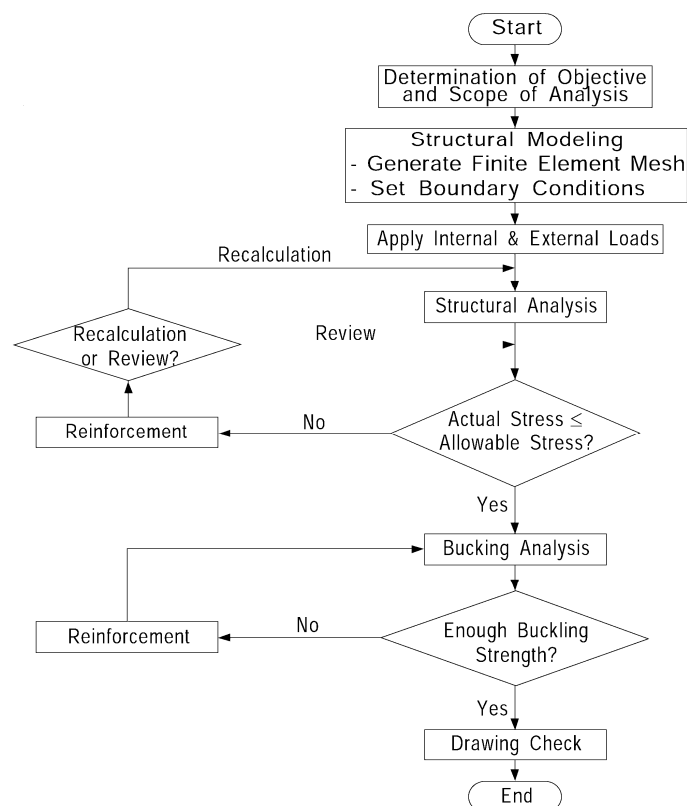 Start
Determination of Objective
and Scope of Analysis
Structural Modeling
- Generate Finite Element Mesh
- Set Boundary Conditions
Apply Internal & External Loads
Recalculation
Structural Analysis
Recalculation
or Review?
Review
Actual Stress ≤
Allowable Stress?
No
Reinforcement
Yes
Bucking Analysis
Enough Buckling
Strength?
No
Reinforcement
Yes
Drawing Check
End